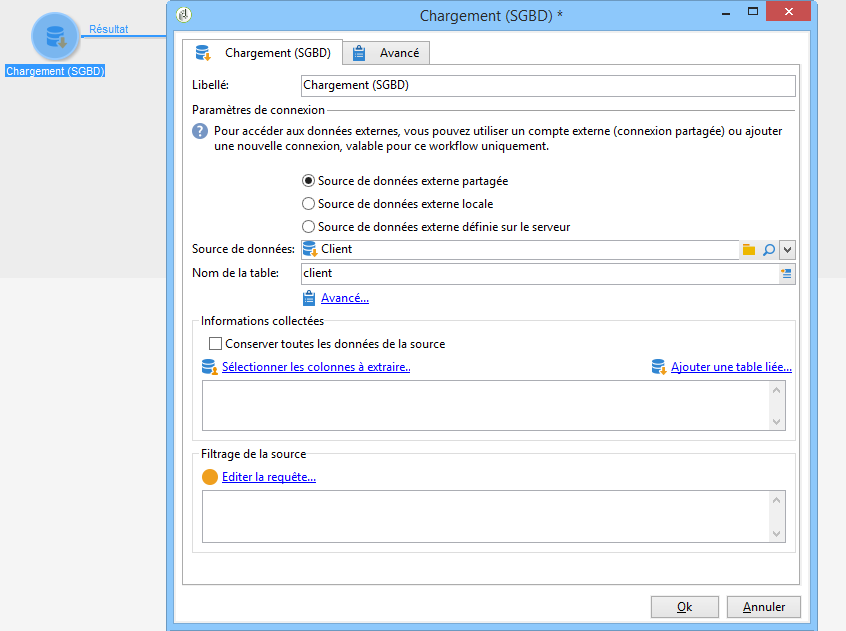 Résultat
Chargement (SGBD)
Chargement (SGBD) *
Chargement (SGBD)
Avancé
Libellé:
Chargement (SGBD)
Paramètres de connexion
Pour accéder aux données externes, vous pouvez utiliser un compte externe (connexion partagée) ou ajouter
une nouvelle connexion, valable pour ce workflow uniquement.
Source de données externe partagée
Source de données externe locale
Source de données externe définie sur le serveur
Source de données: Client
Nom de la table: client
Avancé...
Informations collectées
Conserver toutes les données de la source
Sélectionner les colonnes à extraire..
Ajouter une table liée...
Filtrage de la source
Editer la requête...
Ok
Annuler